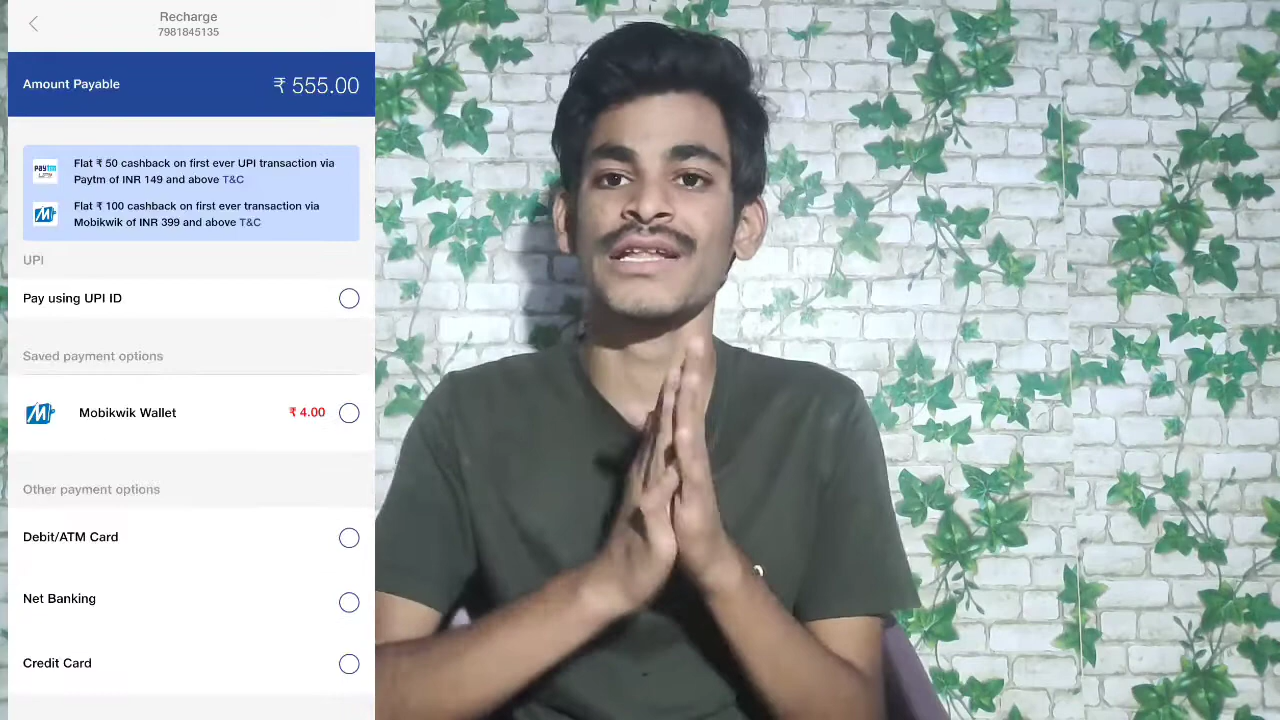 Recharge
7981845135
Amount Payable
₹ 555.00
Flat ₹ 50 cashback on first ever UPI transaction via
Paytm of INR 149 and above T&C
Flat ₹ 100 cashback on first ever transaction via
Mobikwik of INR 399 and above T&C
UPI
Pay using UPI ID
Saved payment options
Mobikwik Wallet
₹ 4.00
Other payment options
Debit/ATM Card
Net Banking
Credit Card